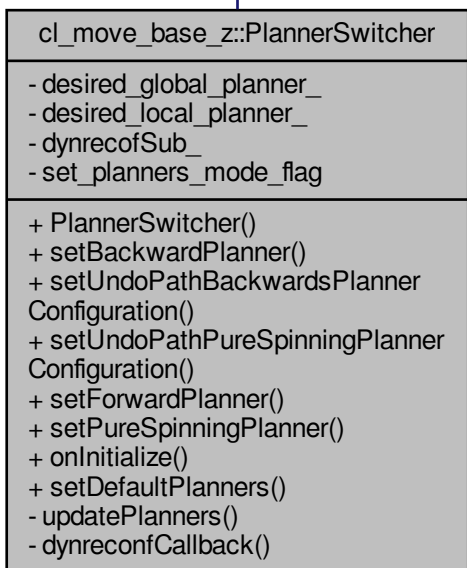 cl_move_base_z::PlannerSwitcher
- desired_global_planner_
- desired_local_planner_
- dynrecofSub_
- set_planners_mode_flag
+ PlannerSwitcher()
+ setBackwardPlanner()
+ setUndoPathBackwardsPlanner
Configuration()
+ setUndoPathPureSpinningPlanner
Configuration()
+ setForwardPlanner()
+ setPureSpinningPlanner()
+ onInitialize()
+ setDefaultPlanners()
- updatePlanners()
- dynreconfCallback()